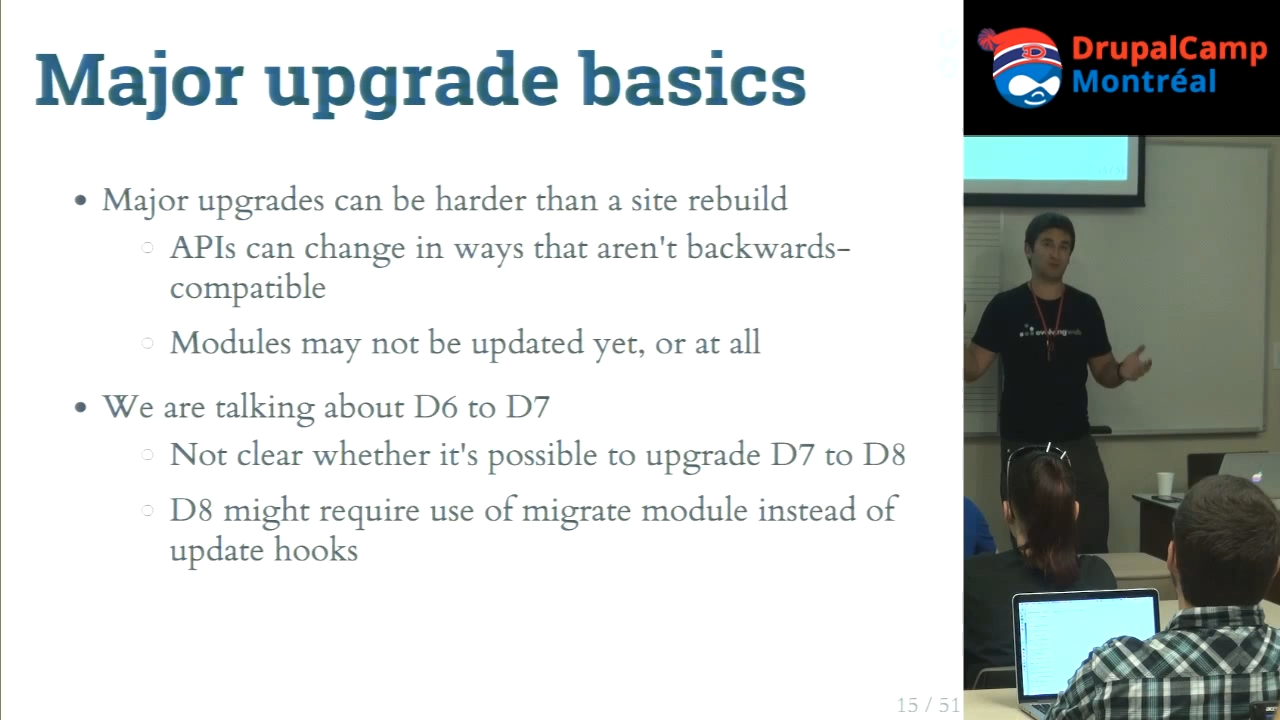 Major upgrade basics
DrupalCamp
Montréal
• Major upgrades can be harder than a site rebuild
○ APIs can change in ways that aren't backwards-
compatible
○ Modules may not be updated yet, or at all
• We are talking about D6 to D7
○ Not clear whether it's possible to upgrade D7 to D8
○ D8 might require use of migrate module instead of
update hooks
evolvingweb
15 / 51